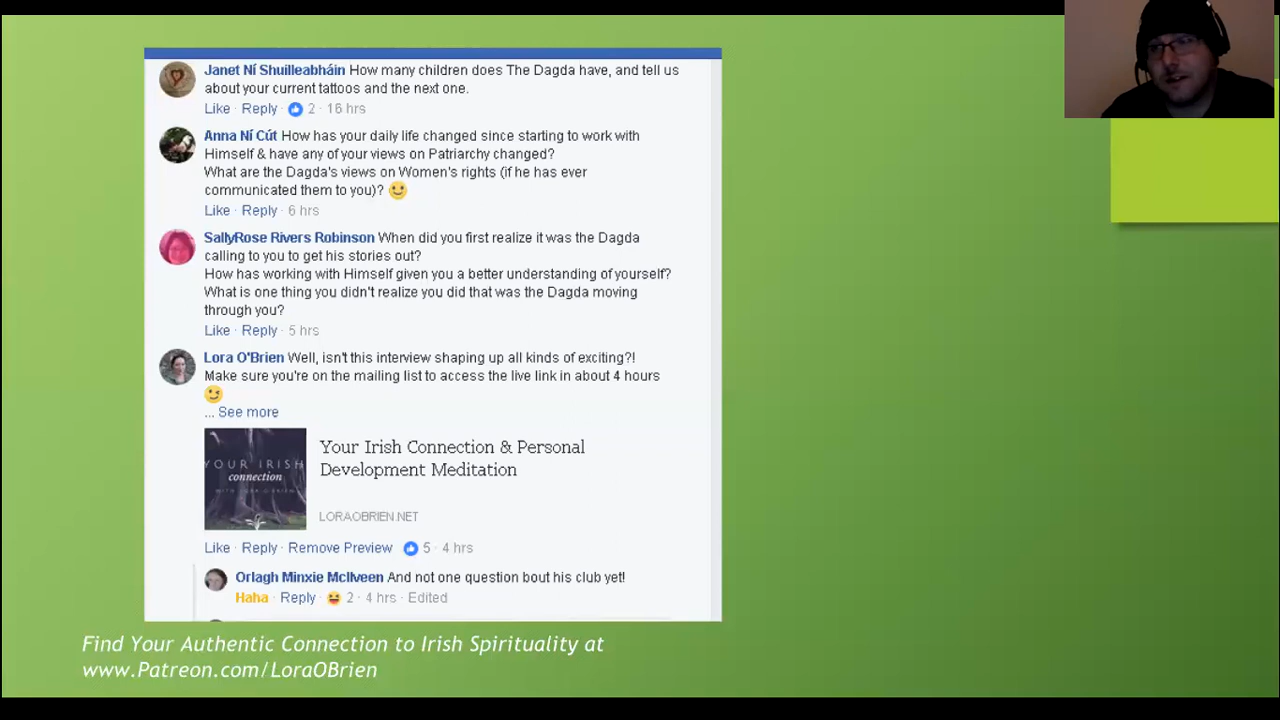 Janet Ní Shuilleabháin How many children does The Dagda have, and tell us
about your current tattoos and the next one.
Like · Reply · 2 · 16 hrs
Anna Ní Cút How has your daily life changed since starting to work with
Himself & have any of your views on Patriarchy changed?
What are the Dagda's views on Women's rights (if he has ever
communicated them to you)?
Like · Reply · 6 hrs
SallyRose Rivers Robinson When did you first realize it was the Dagda
calling to you to get his stories out?
How has working with Himself given you a better understanding of yourself?
What is one thing you didn't realize you did that was the Dagda moving
through you?
Like · Reply · 5 hrs
Lora O'Brien Well, isn't this interview shaping up all kinds of exciting?!
Make sure you're on the mailing list to access the live link in about 4 hours
... See more
YOUR IRISH
connection
WITH LORA O'BRIEN
Your Irish Connection & Personal
Development Meditation
LORAOBRIEN.NET
Like · Reply · Remove Preview · 5 · 4 hrs
Orlagh Minxie McIlveen And not one question bout his club yet!
Haha · Reply · 2 · 4 hrs · Edited
Find Your Authentic Connection to Irish Spirituality at
www.Patreon.com/LoraOBrien